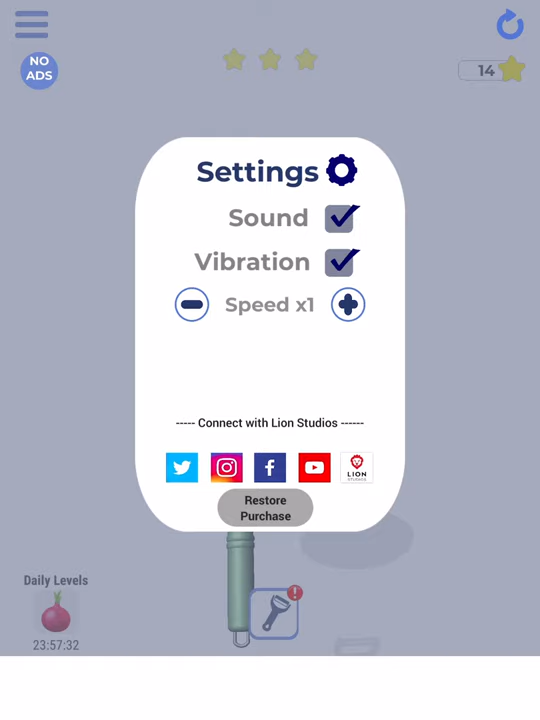 NO
ADS
14
Settings
Sound
Vibration
Speed x1
----- Connect with Lion Studios ------
LION
STUDIOS
Restore
Purchase
Daily Levels
23:57:32